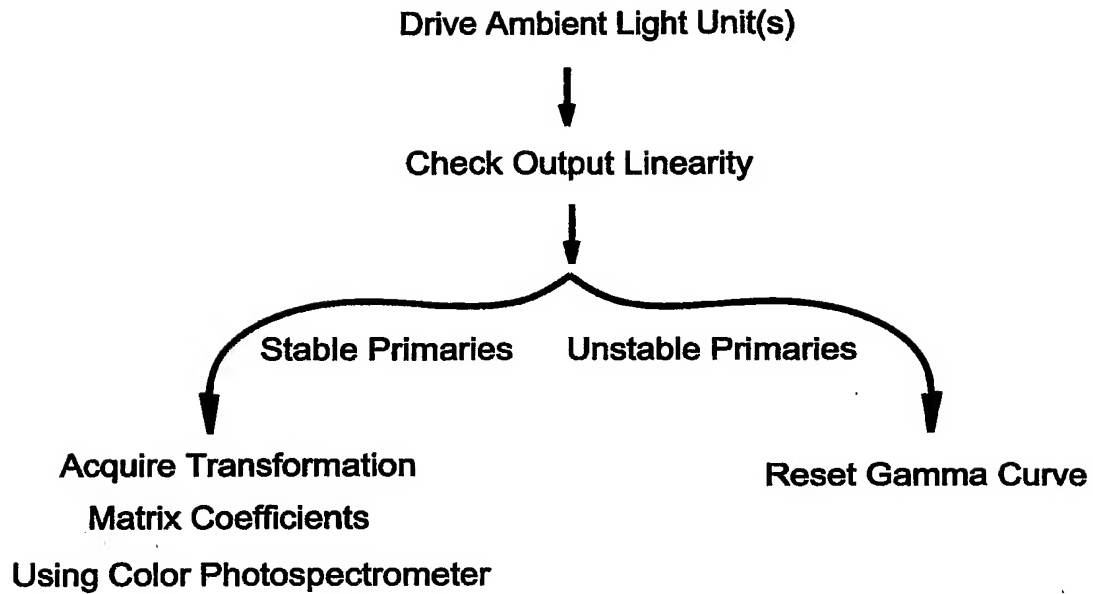 Drive Ambient Light Unit(s)
Check Output Linearity
Stable Primaries
Unstable Primaries
Acquire Transformation
Matrix Coefficients
Using Color Photospectrometer
Reset Gamma Curve